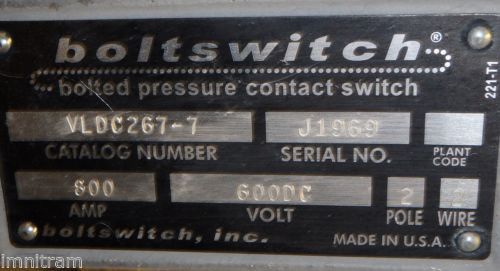 boltswitch®
bolted pressure contact switch
221-T1
VLDC267-7 J1969
CATALOG NUMBER SERIAL NO. PLANT CODE
800 600DC 2 2
AMP VOLT POLE WIRE
boltswitch, inc. MADE IN U.S.A.
imnitram